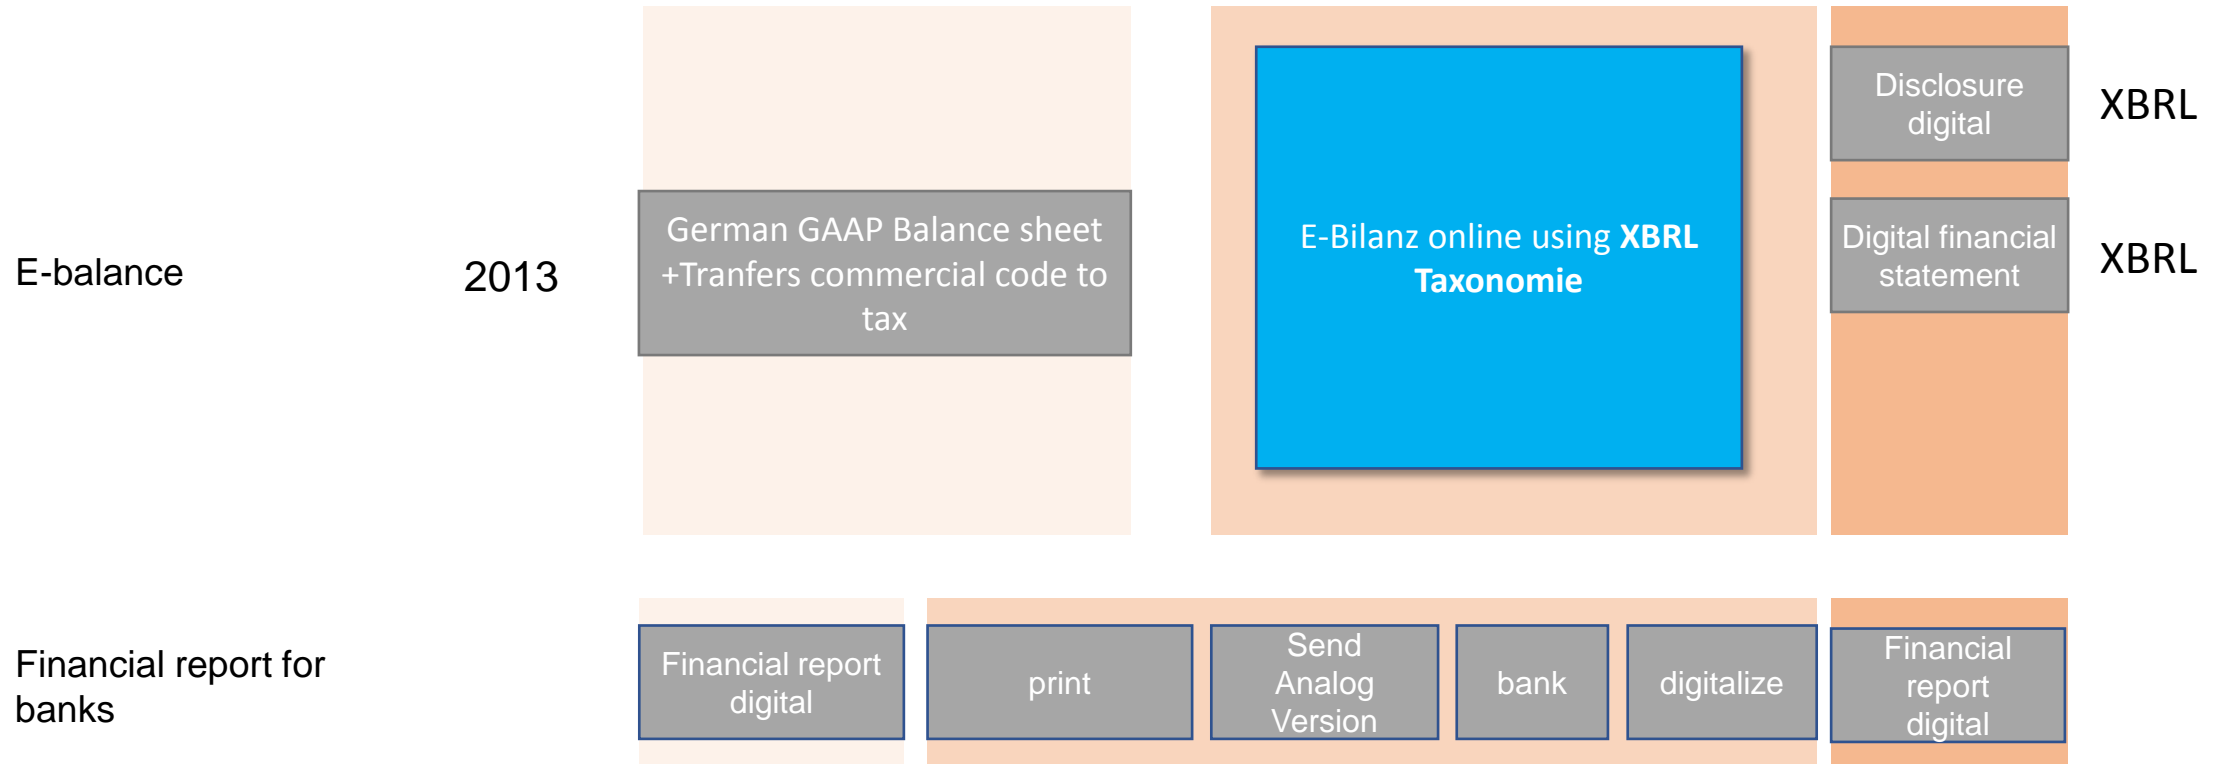 E-balance
2013
German GAAP Balance sheet
+Tranfers commercial code to
tax
E-Bilanz online using XBRL
Taxonomie
Disclosure
digital
XBRL
Digital financial
statement
XBRL
Financial report for
banks
Financial report
digital
print
Send
Analog
Version
bank
digitalize
Financial
report
digital